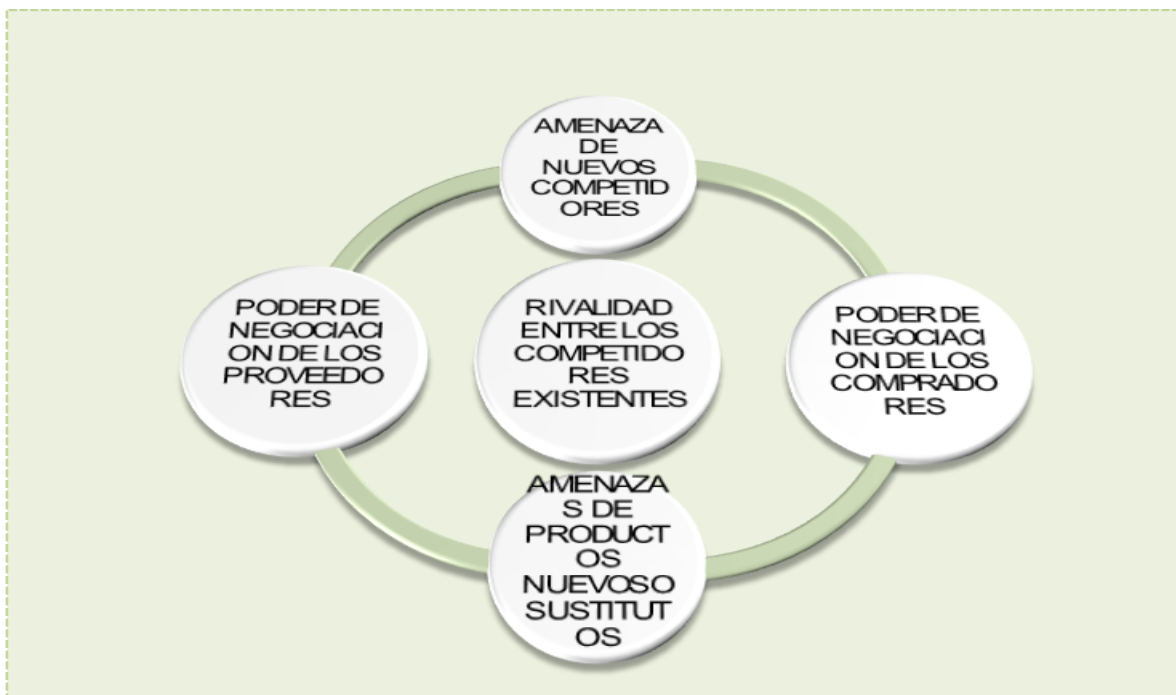 AMENAZA
DE
NUEVOS
COMPETID
ORES
PODER DE
NEGOCIACI
ON DE LOS
PROVEEDO
RES
RIVALIDAD
ENTRE LOS
COMPETIDO
RES
EXISTENTES
PODER DE
NEGOCIACI
ON DE LOS
COMPRADO
RES
AMENAZA
S DE
PRODUCT
OS
NUEVOS O
SUSTITUT
OS